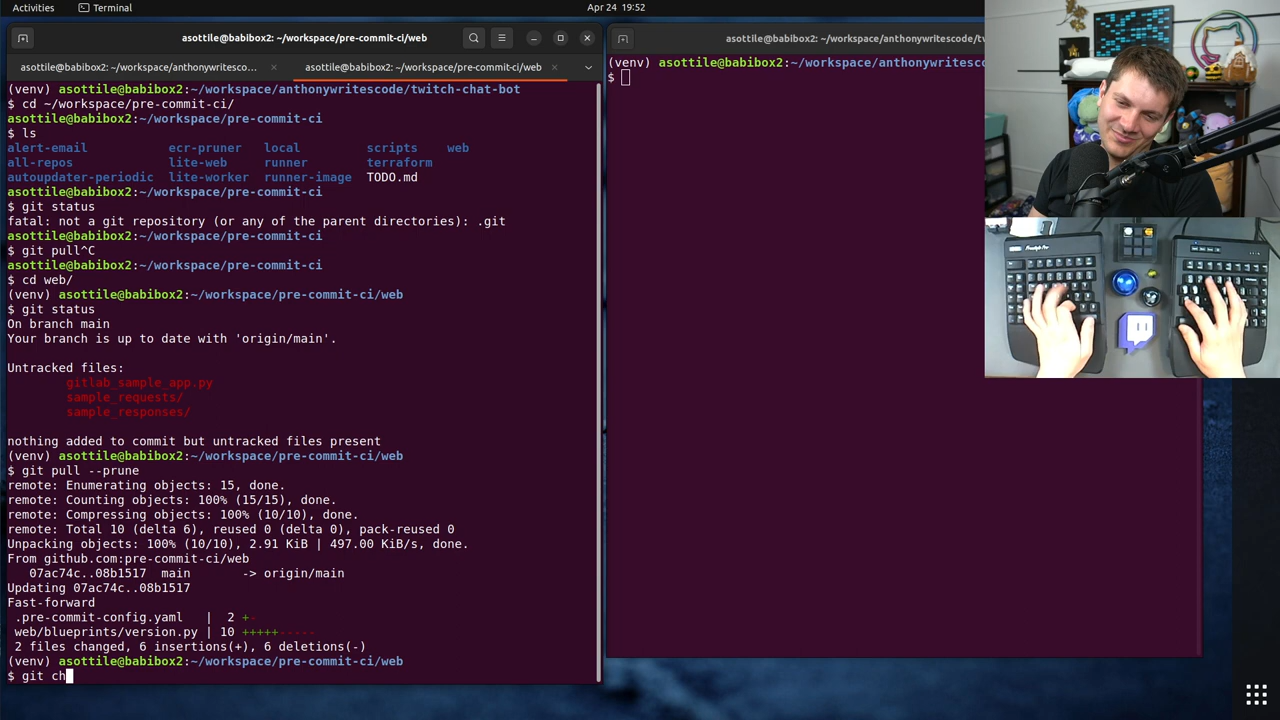 Activities
Terminal
Apr 24 19:52
asottile@babibox2: ~/workspace/pre-commit-ci/web
asottile@babibox2: ~/workspace/anthonywritesco…
asottile@babibox2: ~/workspace/pre-commit-ci/web
(venv) asottile@babibox2:~/workspace/anthonywritescode/twitch-chat-bot
$ cd ~/workspace/pre-commit-ci/
asottile@babibox2:~/workspace/pre-commit-ci
$ ls
alert-email ecr-pruner local scripts web
all-repos lite-web runner terraform
autoupdater-periodic lite-worker runner-image TODO.md
asottile@babibox2:~/workspace/pre-commit-ci
$ git status
fatal: not a git repository (or any of the parent directories): .git
asottile@babibox2:~/workspace/pre-commit-ci
$ git pull^C
asottile@babibox2:~/workspace/pre-commit-ci
$ cd web/
(venv) asottile@babibox2:~/workspace/pre-commit-ci/web
$ git status
On branch main
Your branch is up to date with 'origin/main'.
Untracked files:
gitlab_sample_app.py
sample_requests/
sample_responses/
nothing added to commit but untracked files present
(venv) asottile@babibox2:~/workspace/pre-commit-ci/web
$ git pull --prune
remote: Enumerating objects: 15, done.
remote: Counting objects: 100% (15/15), done.
remote: Compressing objects: 100% (10/10), done.
remote: Total 10 (delta 6), reused 0 (delta 0), pack-reused 0
Unpacking objects: 100% (10/10), 2.91 KiB | 497.00 KiB/s, done.
From github.com:pre-commit-ci/web
07ac74c..08b1517 main -> origin/main
Updating 07ac74c..08b1517
Fast-forward
.pre-commit-config.yaml | 2 +-
web/blueprints/version.py | 10 +++++-----
2 files changed, 6 insertions(+), 6 deletions(-)
(venv) asottile@babibox2:~/workspace/pre-commit-ci/web
$ git ch
asottile@babibox2: ~/workspace/anthonywritescode/tw
(venv) asottile@babibox2:~/workspace/anthonywritesco
$